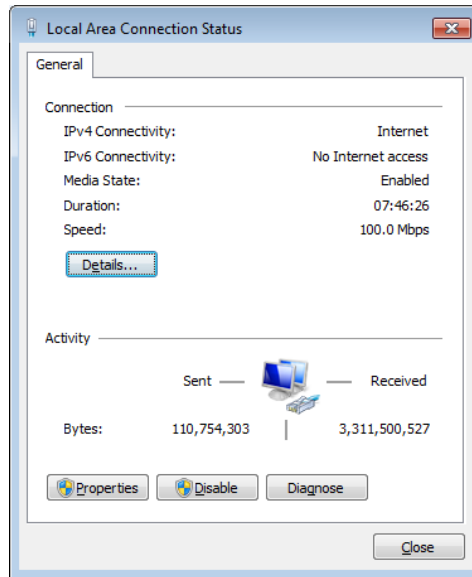 Local Area Connection Status
General
Connection
IPv4 Connectivity: Internet
IPv6 Connectivity: No Internet access
Media State: Enabled
Duration: 07:46:26
Speed: 100.0 Mbps
Details...
Activity
Sent Received
Bytes: 110,754,303 3,311,500,527
Properties Disable Diagnose
Close